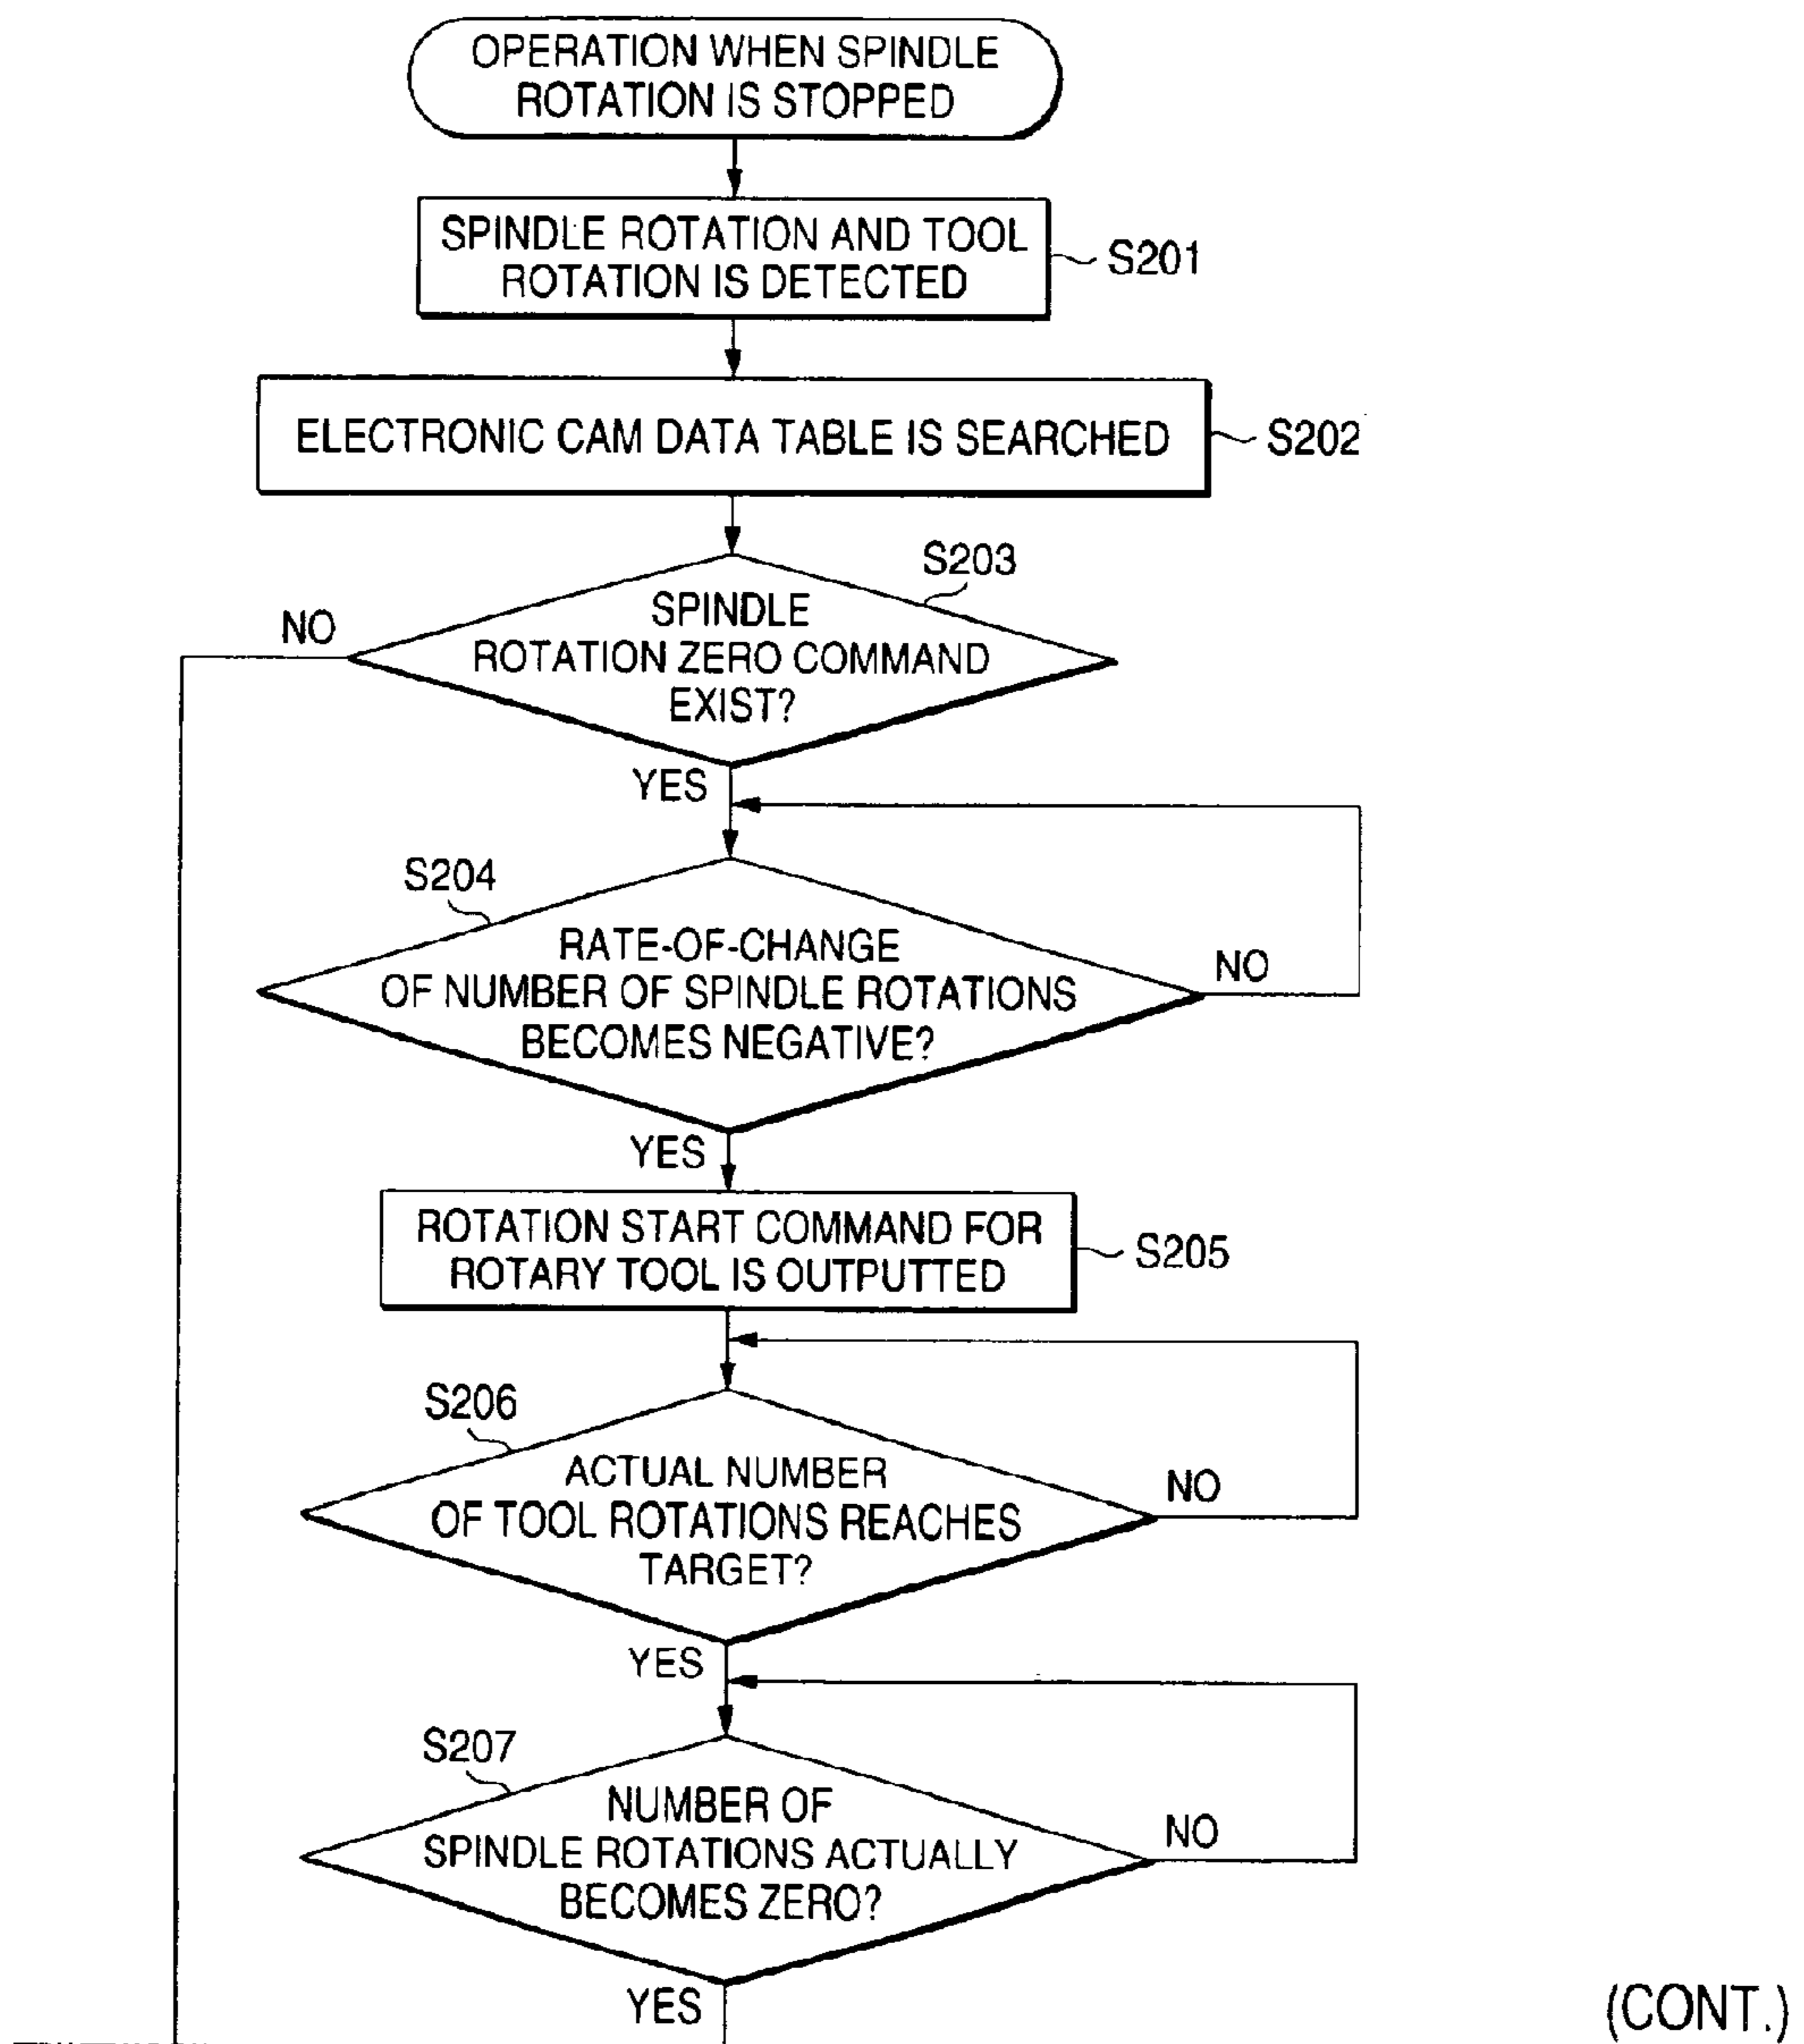 OPERATION WHEN SPINDLE
ROTATION IS STOPPED
SPINDLE ROTATION AND TOOL
ROTATION IS DETECTED
S201
ELECTRONIC CAM DATA TABLE IS SEARCHED
S202
S203
SPINDLE
ROTATION ZERO COMMAND
EXIST?
NO
YES
S204
RATE-OF-CHANGE
OF NUMBER OF SPINDLE ROTATIONS
BECOMES NEGATIVE?
NO
YES
ROTATION START COMMAND FOR
ROTARY TOOL IS OUTPUTTED
S205
S206
ACTUAL NUMBER
OF TOOL ROTATIONS REACHES
TARGET?
NO
YES
S207
NUMBER OF
SPINDLE ROTATIONS ACTUALLY
BECOMES ZERO?
NO
YES
(CONT.)